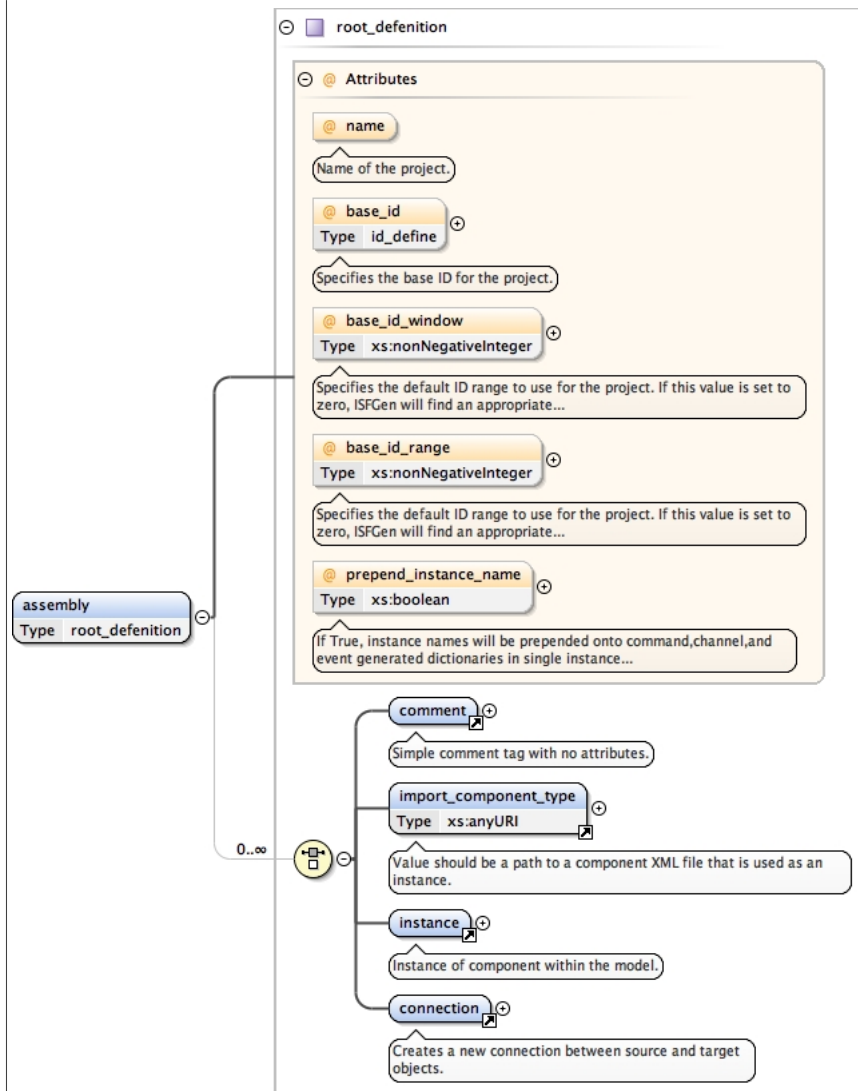 root_defenition
@ Attributes
@ name
Name of the project.
@ base_id
Type id_define
Specifies the base ID for the project.
@ base_id_window
Type xs:nonNegativeInteger
Specifies the default ID range to use for the project. If this value is set to
zero, ISFGen will find an appropriate...
@ base_id_range
Type xs:nonNegativeInteger
Specifies the default ID range to use for the project. If this value is set to
zero, ISFGen will find an appropriate...
@ prepend_instance_name
Type xs:boolean
If True, instance names will be prepended onto command,channel,and
event generated dictionaries in single instance...
assembly
Type root_defenition
comment
Simple comment tag with no attributes.
import_component_type
Type xs:anyURI
0..∞
Value should be a path to a component XML file that is used as an
instance.
instance
Instance of component within the model.
connection
Creates a new connection between source and target
objects.